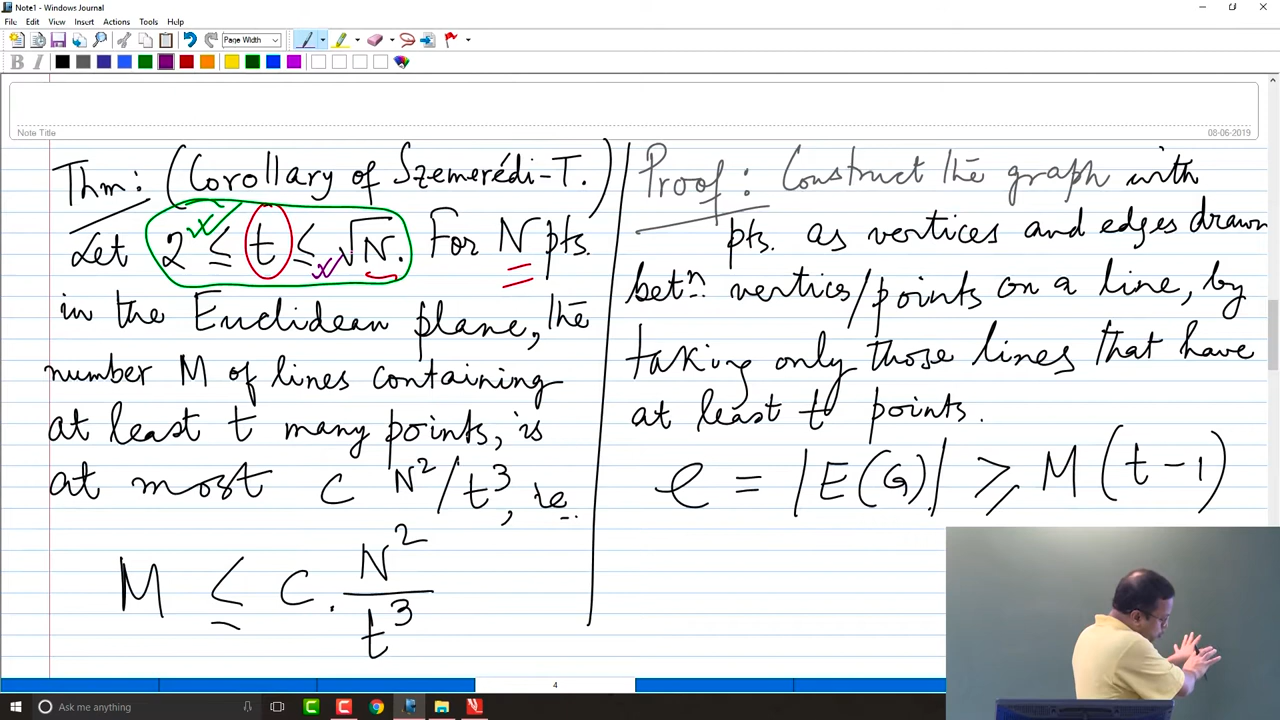 Note1 - Windows Journal
File Edit View Insert Actions Tools Help
Page Width
Note Title
08-06-2019
Thm: (Corollary of Szemerédi-T.)
Let 2 ≤ t ≤ √N. For N pts.
in the Euclidean plane, the
number M of lines containing
at least t many points, is
at most C N²/t³, ie.
M ≤ C. N²/t³
Proof: Construct the graph with
pts. as vertices and edges drawn
betⁿ vertices/points on a line, by
taking only those lines that have
at least t points.
e = |E(G)| ≥ M(t-1)
4
Ask me anything